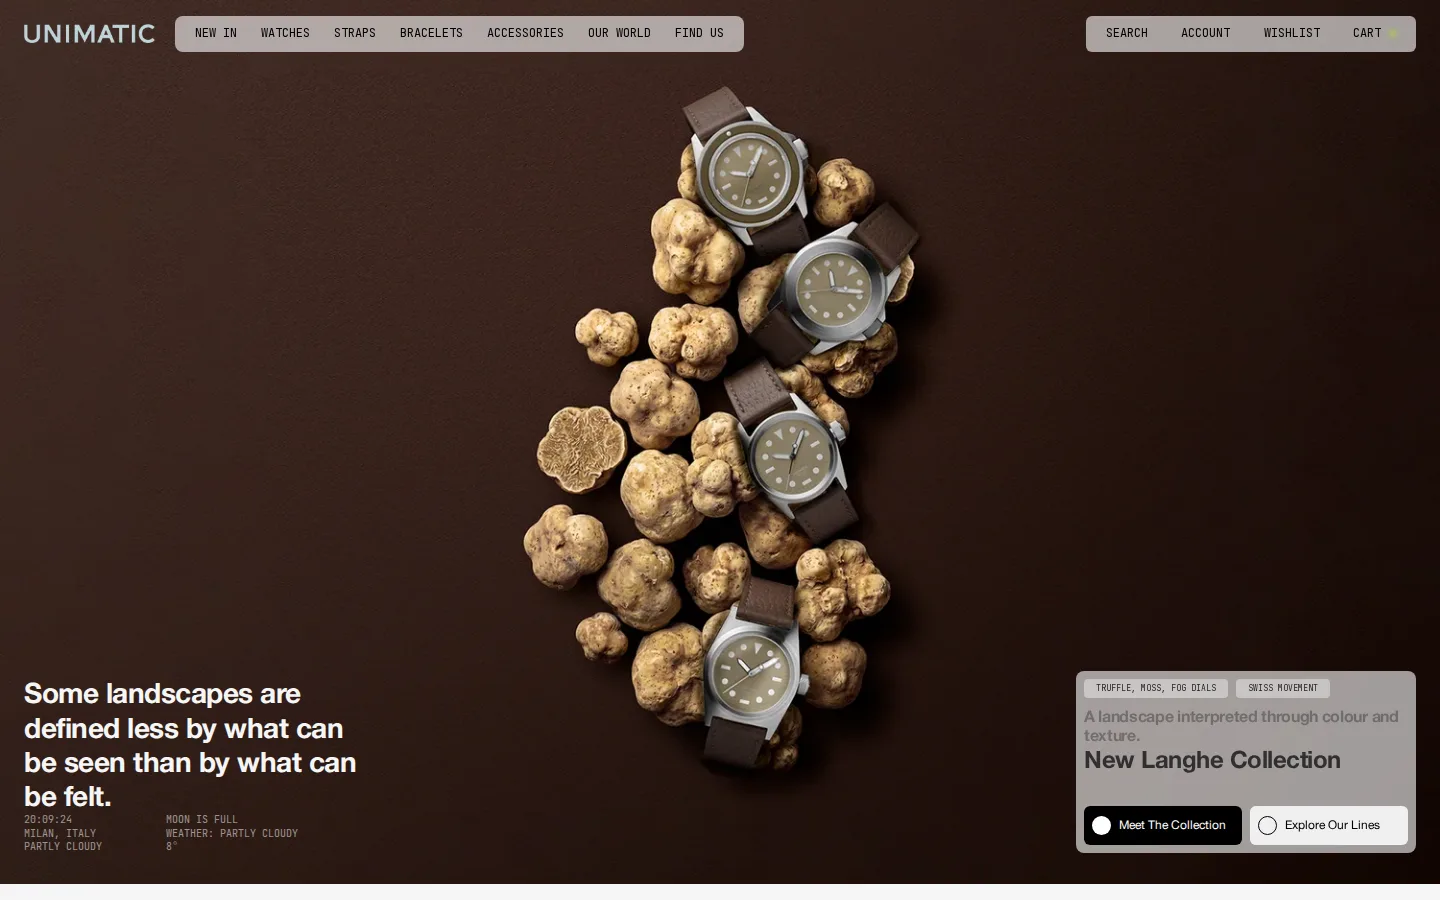 UNIMATIC
NEW IN
WATCHES
STRAPS
BRACELETS
ACCESSORIES
OUR WORLD
FIND US
SEARCH
ACCOUNT
WISHLIST
CART
Some landscapes are
defined less by what can
be seen than by what can
be felt.
20:09:24
MILAN, ITALY
PARTLY CLOUDY
MOON IS FULL
WEATHER: PARTLY CLOUDY
8°
TRUFFLE, MOSS, FOG DIALS
SWISS MOVEMENT
A landscape interpreted through colour and
texture.
New Langhe Collection
Meet The Collection
Explore Our Lines